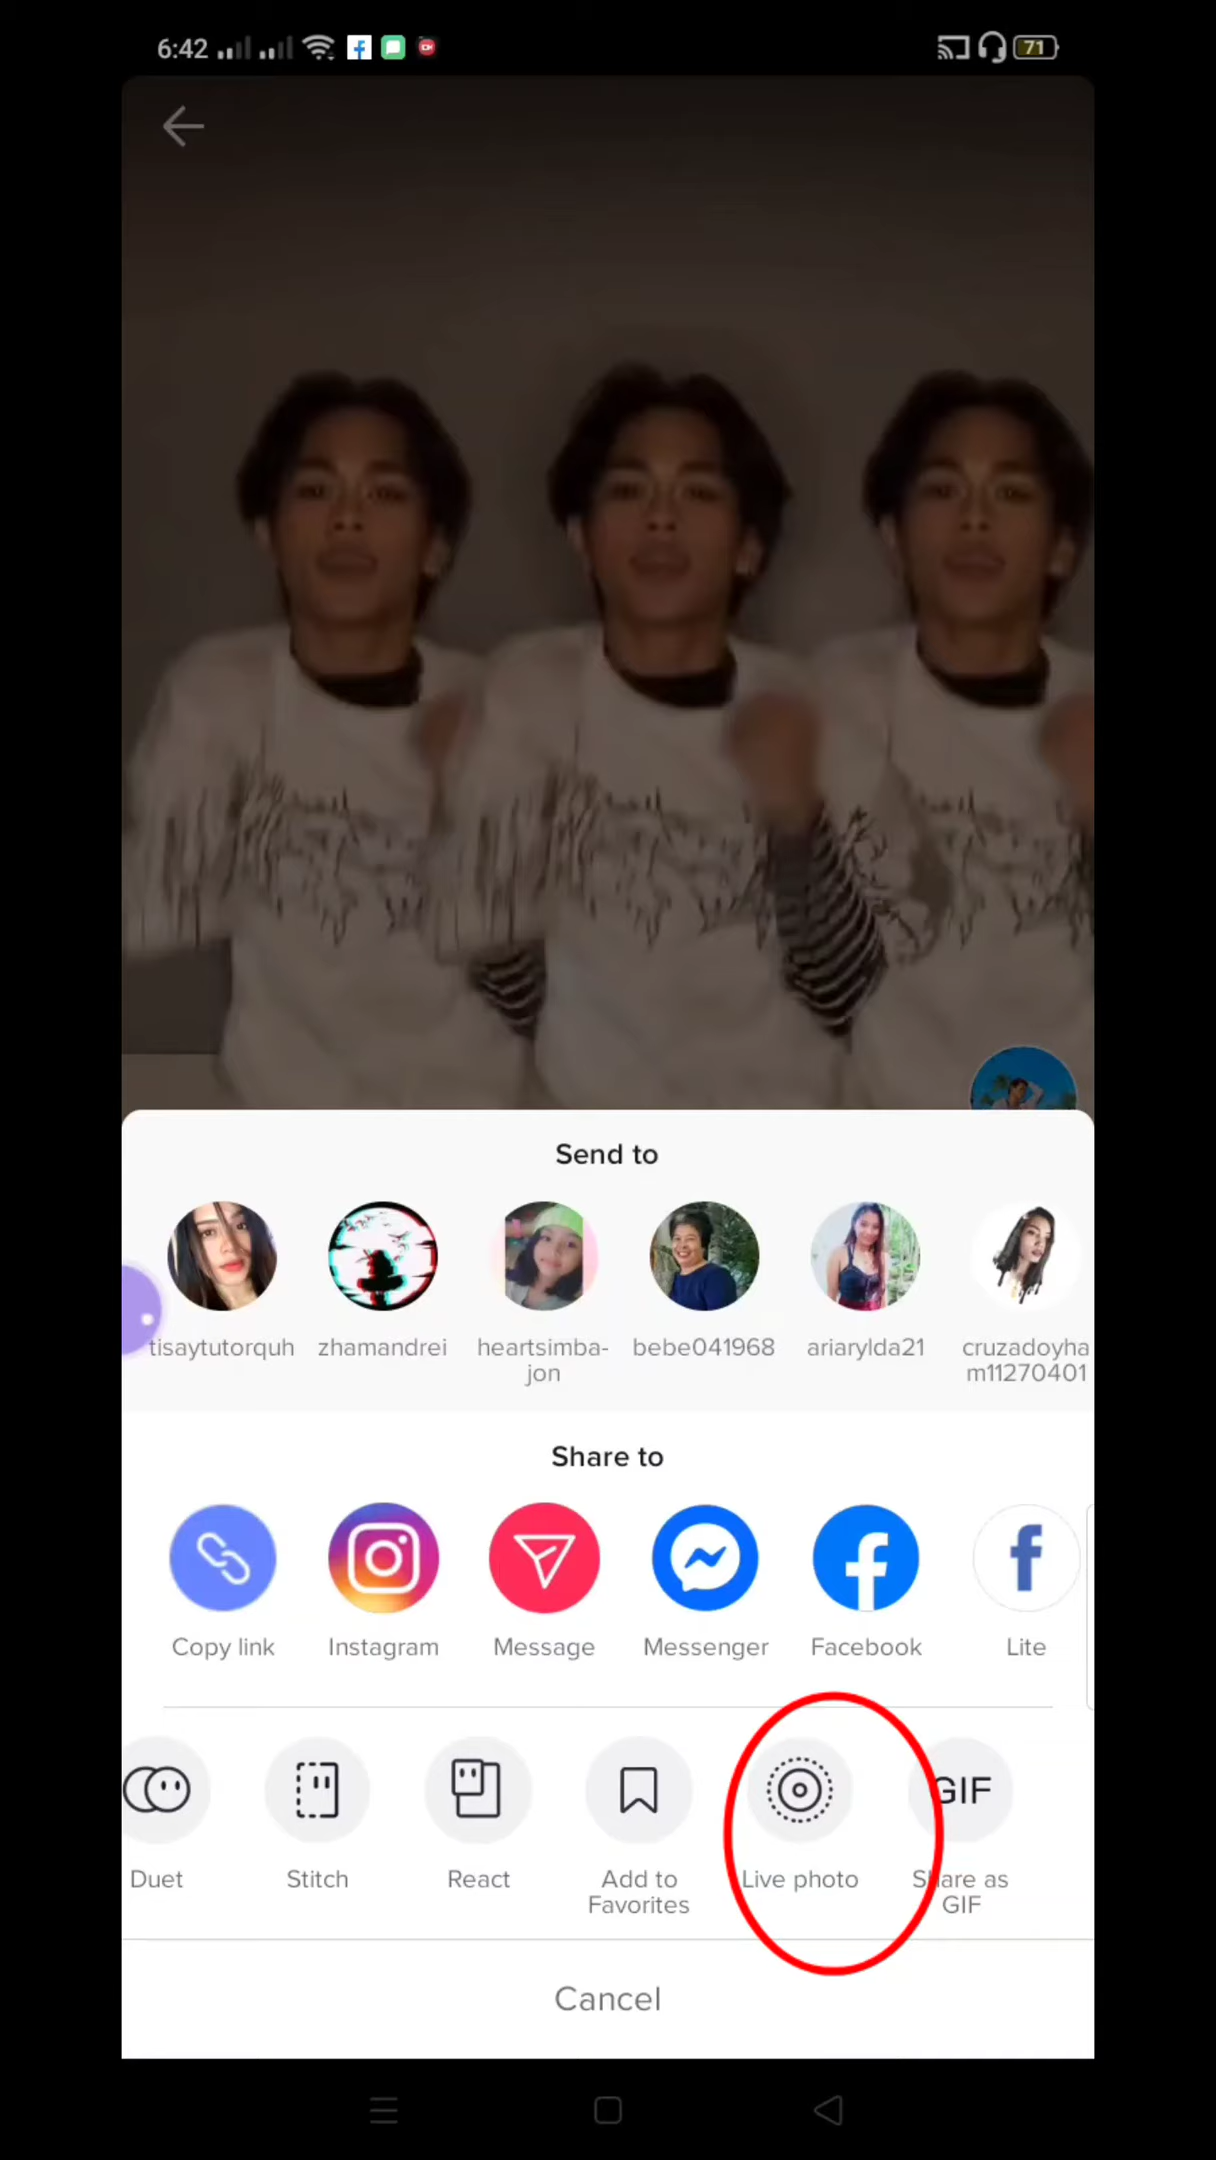 6:42
71
Send to
tisaytutorquh
zhamandrei
heartsimba-
jon
bebe041968
ariarylda21
cruzadoyha
m11270401
Share to
Copy link
Instagram
Message
Messenger
Facebook
Lite
GIF
Duet
Stitch
React
Add to
Favorites
Live photo
Share as
GIF
Cancel